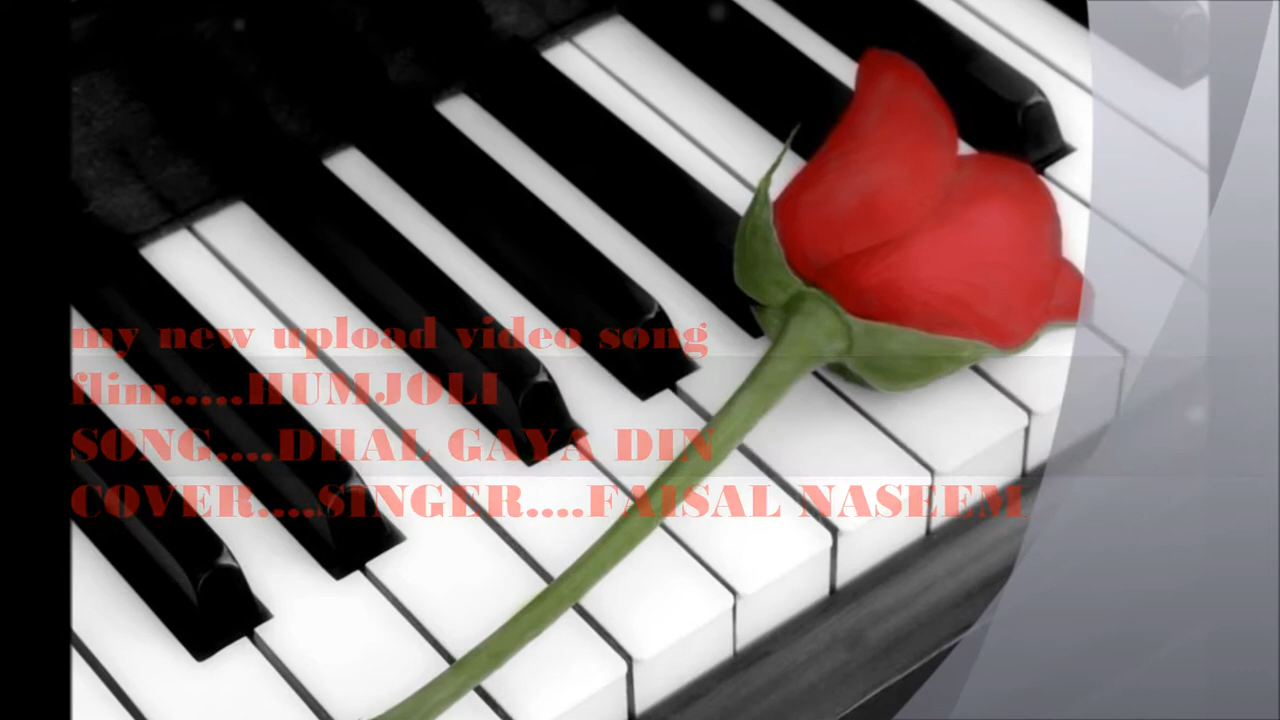 my new upload video song
flim.....HUMJOLI
SONG....DHAL GAYA DIN
COVER....SINGER....FAISAL NASEEM